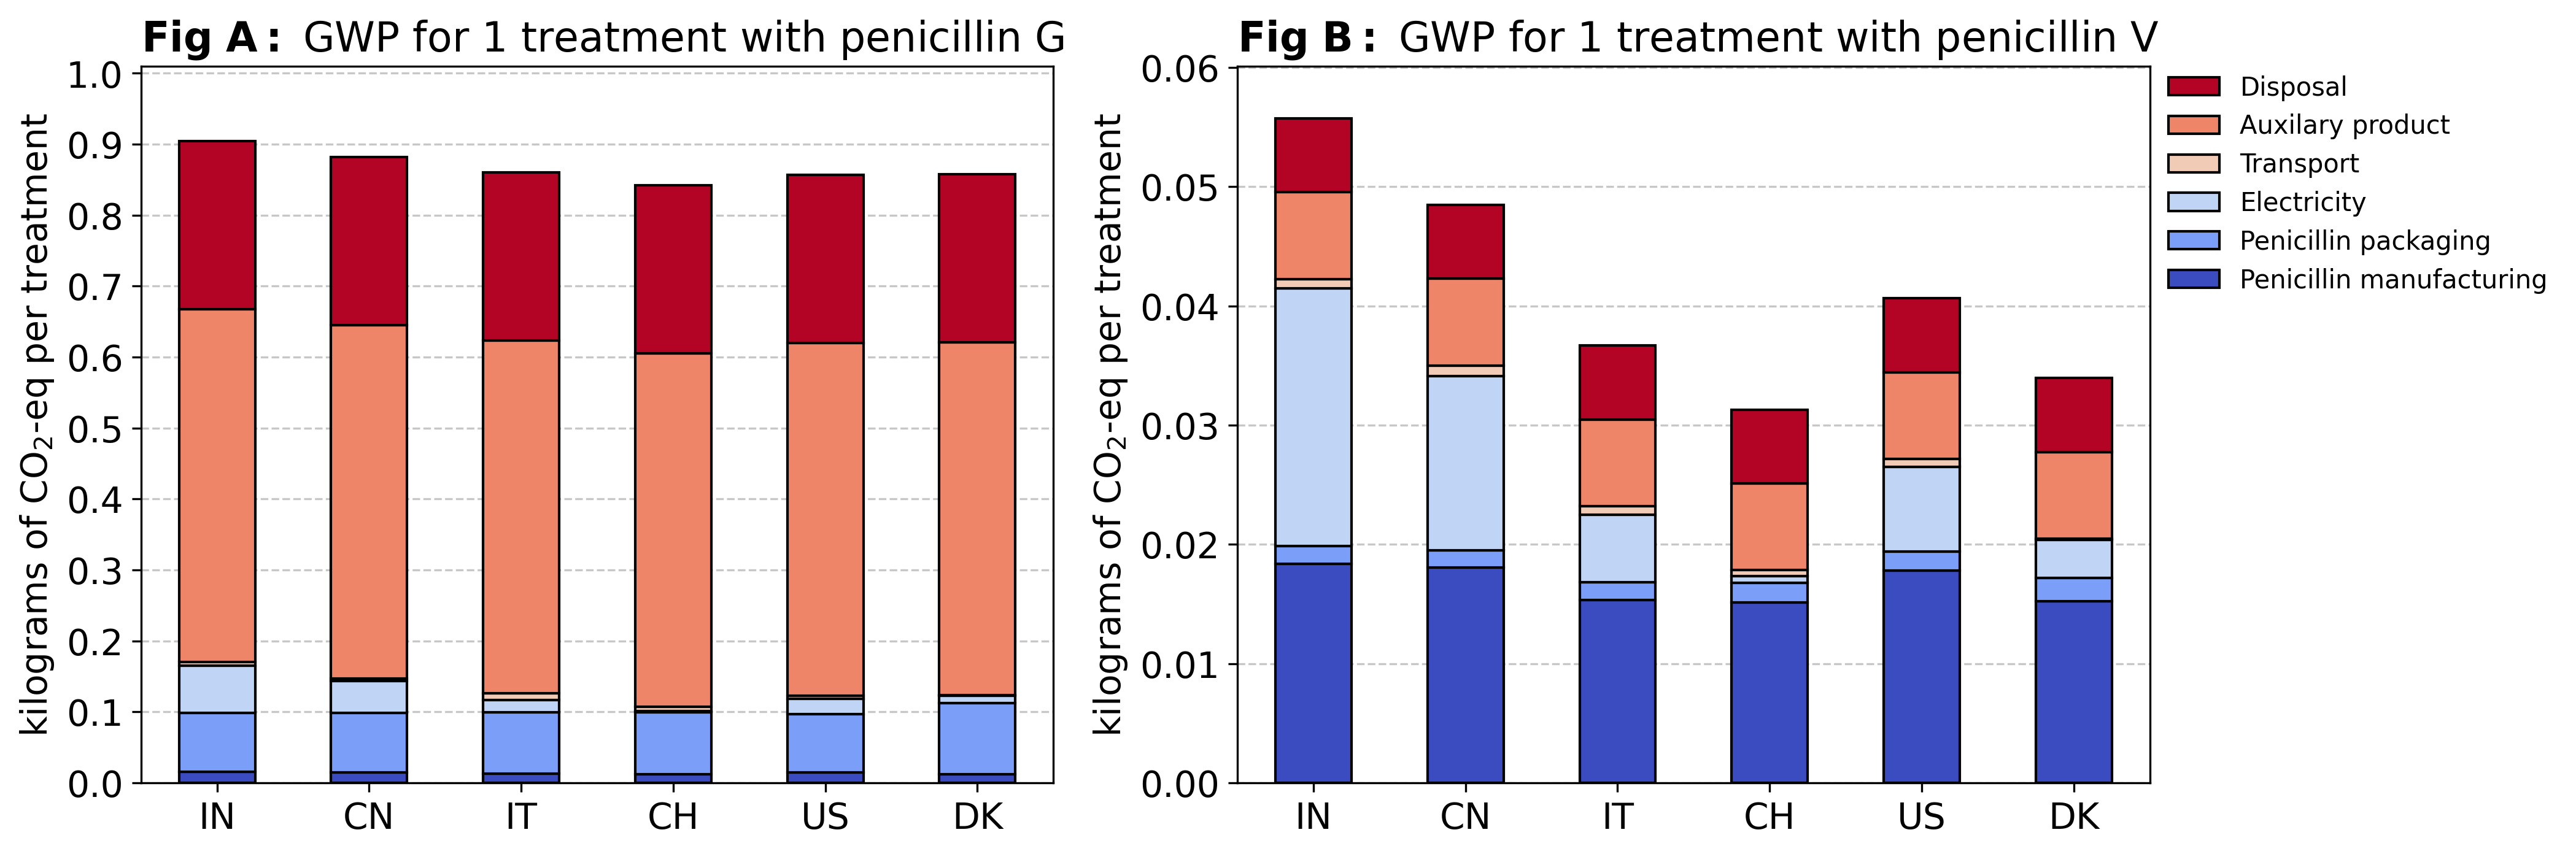 Fig A: GWP for 1 treatment with penicillin G
kilograms of CO₂-eq per treatment
1.0
0.9
0.8
0.7
0.6
0.5
0.4
0.3
0.2
0.1
0.0
IN CN IT CH US DK
Fig B: GWP for 1 treatment with penicillin V
kilograms of CO₂-eq per treatment
0.06
0.05
0.04
0.03
0.02
0.01
0.00
IN CN IT CH US DK
Disposal
Auxilary product
Transport
Electricity
Penicillin packaging
Penicillin manufacturing